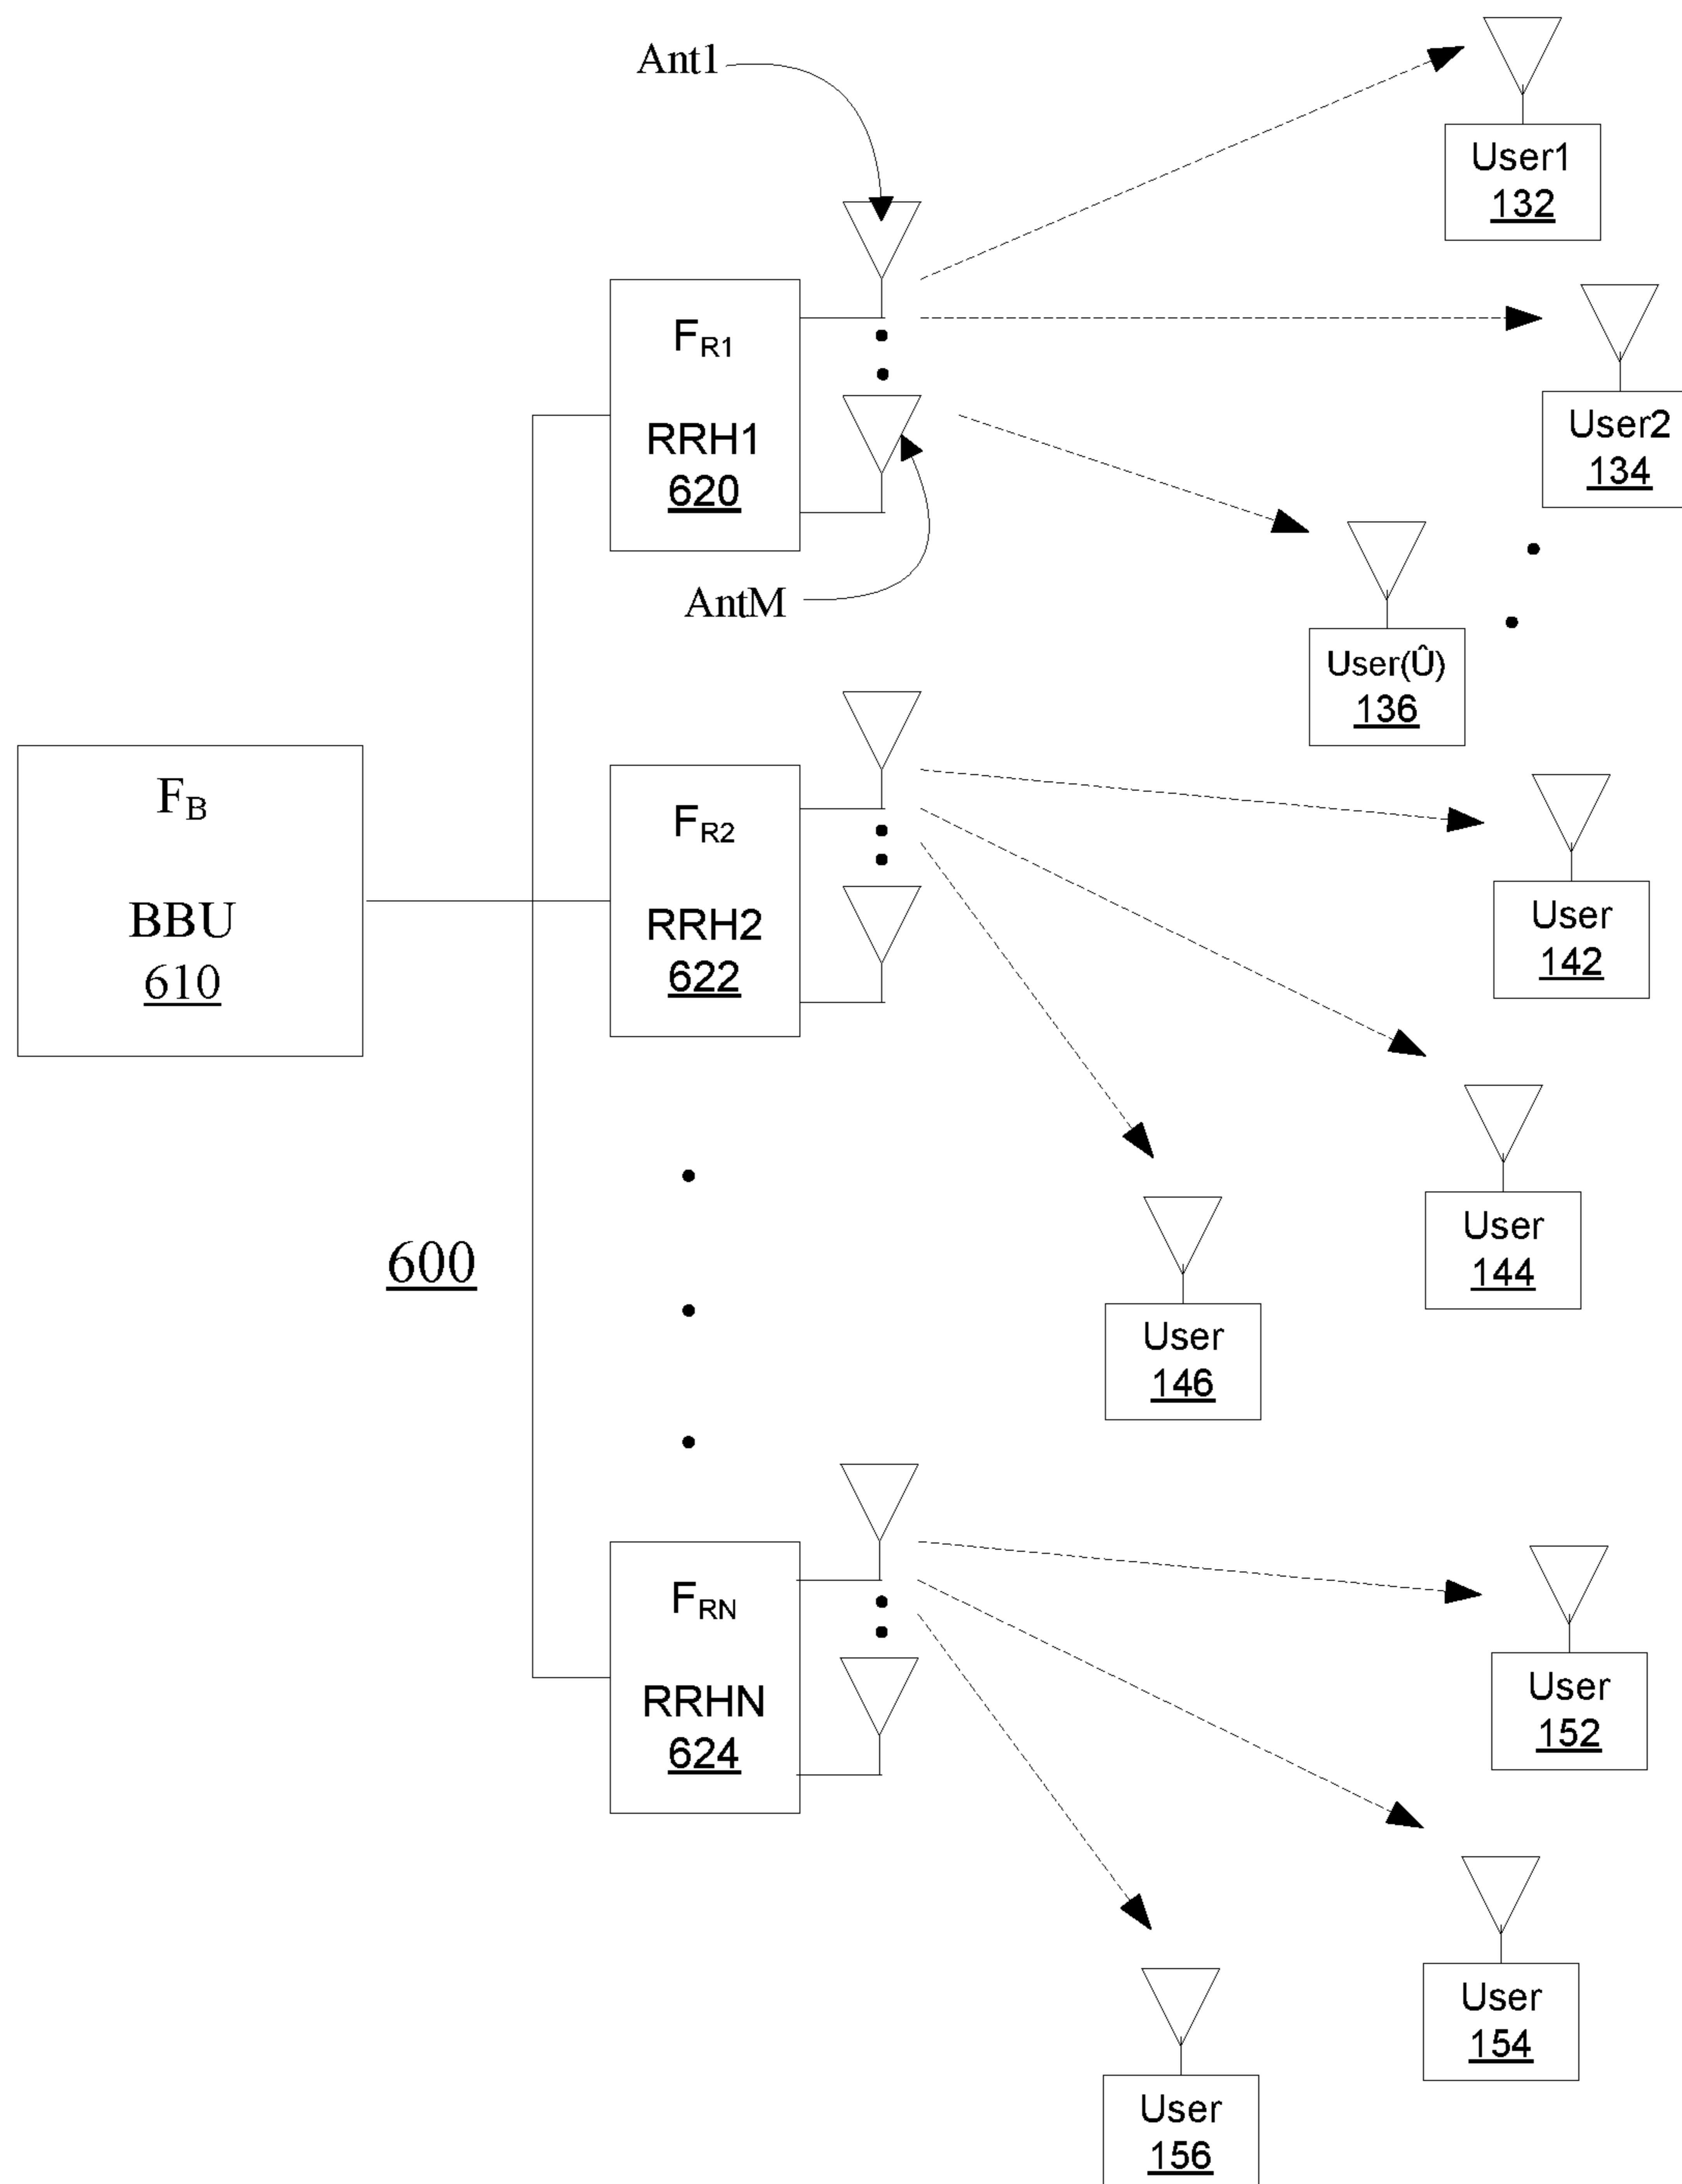 Ant1
User1
132
F_R1
RRH1
620
User2
134
AntM
User(Û)
136
F_B
BBU
610
F_R2
RRH2
622
User
142
User
144
600
User
146
F_RN
RRHN
624
User
152
User
154
User
156